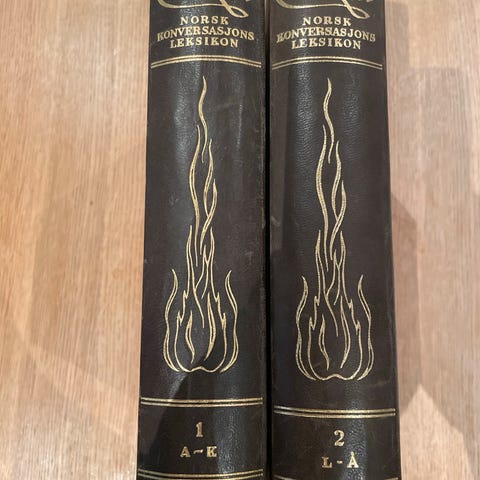 NORSK
KONVERSASJONS
LEKSIKON
1
A-K
NORSK
KONVERSASJONS
LEKSIKON
2
L-Å